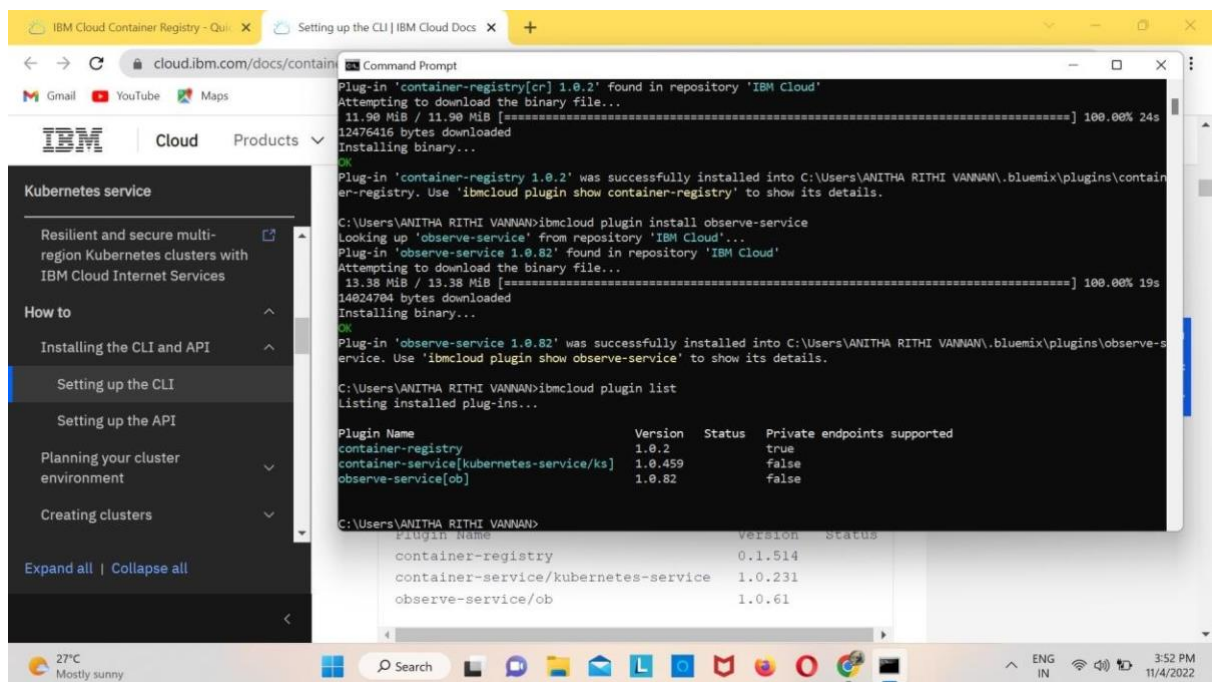 IBM Cloud Container Registry - Quic
Setting up the CLI | IBM Cloud Docs
cloud.ibm.com/docs/contain
Gmail YouTube Maps
IBM Cloud Products
Kubernetes service
Resilient and secure multi-
region Kubernetes clusters with
IBM Cloud Internet Services
How to
Installing the CLI and API
Setting up the CLI
Setting up the API
Planning your cluster
environment
Creating clusters
Expand all | Collapse all
Command Prompt
Plug-in 'container-registry[cr] 1.0.2' found in repository 'IBM Cloud'
Attempting to download the binary file...
11.90 MiB / 11.90 MiB [=====================================================================================] 100.00% 24s
12476416 bytes downloaded
Installing binary...
OK
Plug-in 'container-registry 1.0.2' was successfully installed into C:\Users\ANITHA RITHI VANNAN\.bluemix\plugins\contain
er-registry. Use 'ibmcloud plugin show container-registry' to show its details.
C:\Users\ANITHA RITHI VANNAN>ibmcloud plugin install observe-service
Looking up 'observe-service' from repository 'IBM Cloud'...
Plug-in 'observe-service 1.0.82' found in repository 'IBM Cloud'
Attempting to download the binary file...
13.38 MiB / 13.38 MiB [=====================================================================================] 100.00% 19s
14024704 bytes downloaded
Installing binary...
OK
Plug-in 'observe-service 1.0.82' was successfully installed into C:\Users\ANITHA RITHI VANNAN\.bluemix\plugins\observe-s
ervice. Use 'ibmcloud plugin show observe-service' to show its details.
C:\Users\ANITHA RITHI VANNAN>ibmcloud plugin list
Listing installed plug-ins...
Plugin Name Version Status Private endpoints supported
container-registry 1.0.2 true
container-service[kubernetes-service/ks] 1.0.459 false
observe-service[ob] 1.0.82 false
C:\Users\ANITHA RITHI VANNAN>
Plugin Name Version Status
container-registry 0.1.514
container-service/kubernetes-service 1.0.231
observe-service/ob 1.0.61
27°C
Mostly sunny
Search
ENG
IN
3:52 PM
11/4/2022